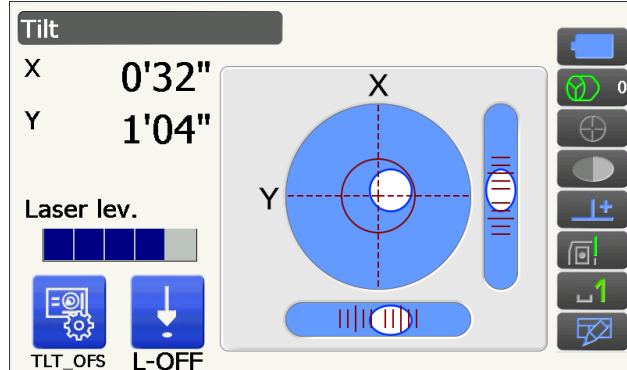 Tilt
X 0'32"
Y 1'04"
X
Y
Laser lev.
TLT_OFS
L-OFF
0
1